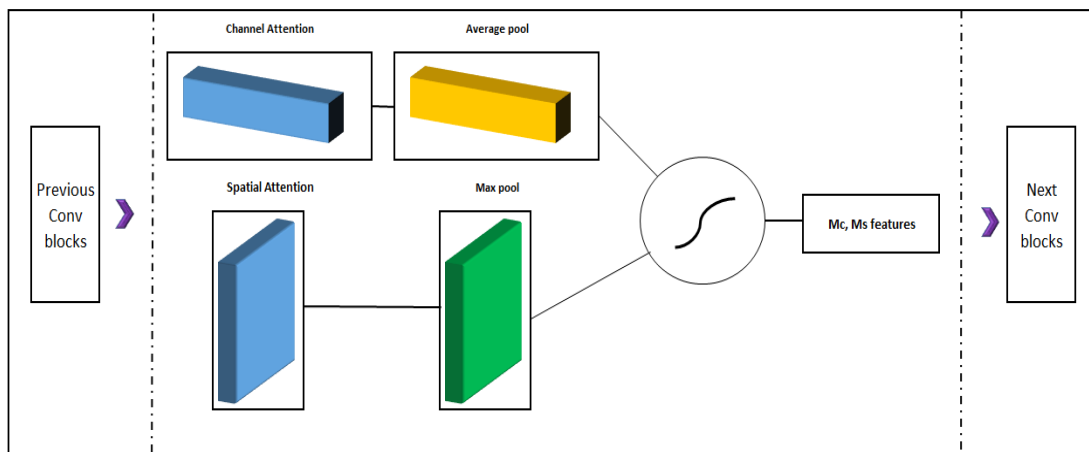 Channel Attention
Average pool
Previous
Conv
blocks
Spatial Attention
Max pool
Mc, Ms features
Next
Conv
blocks